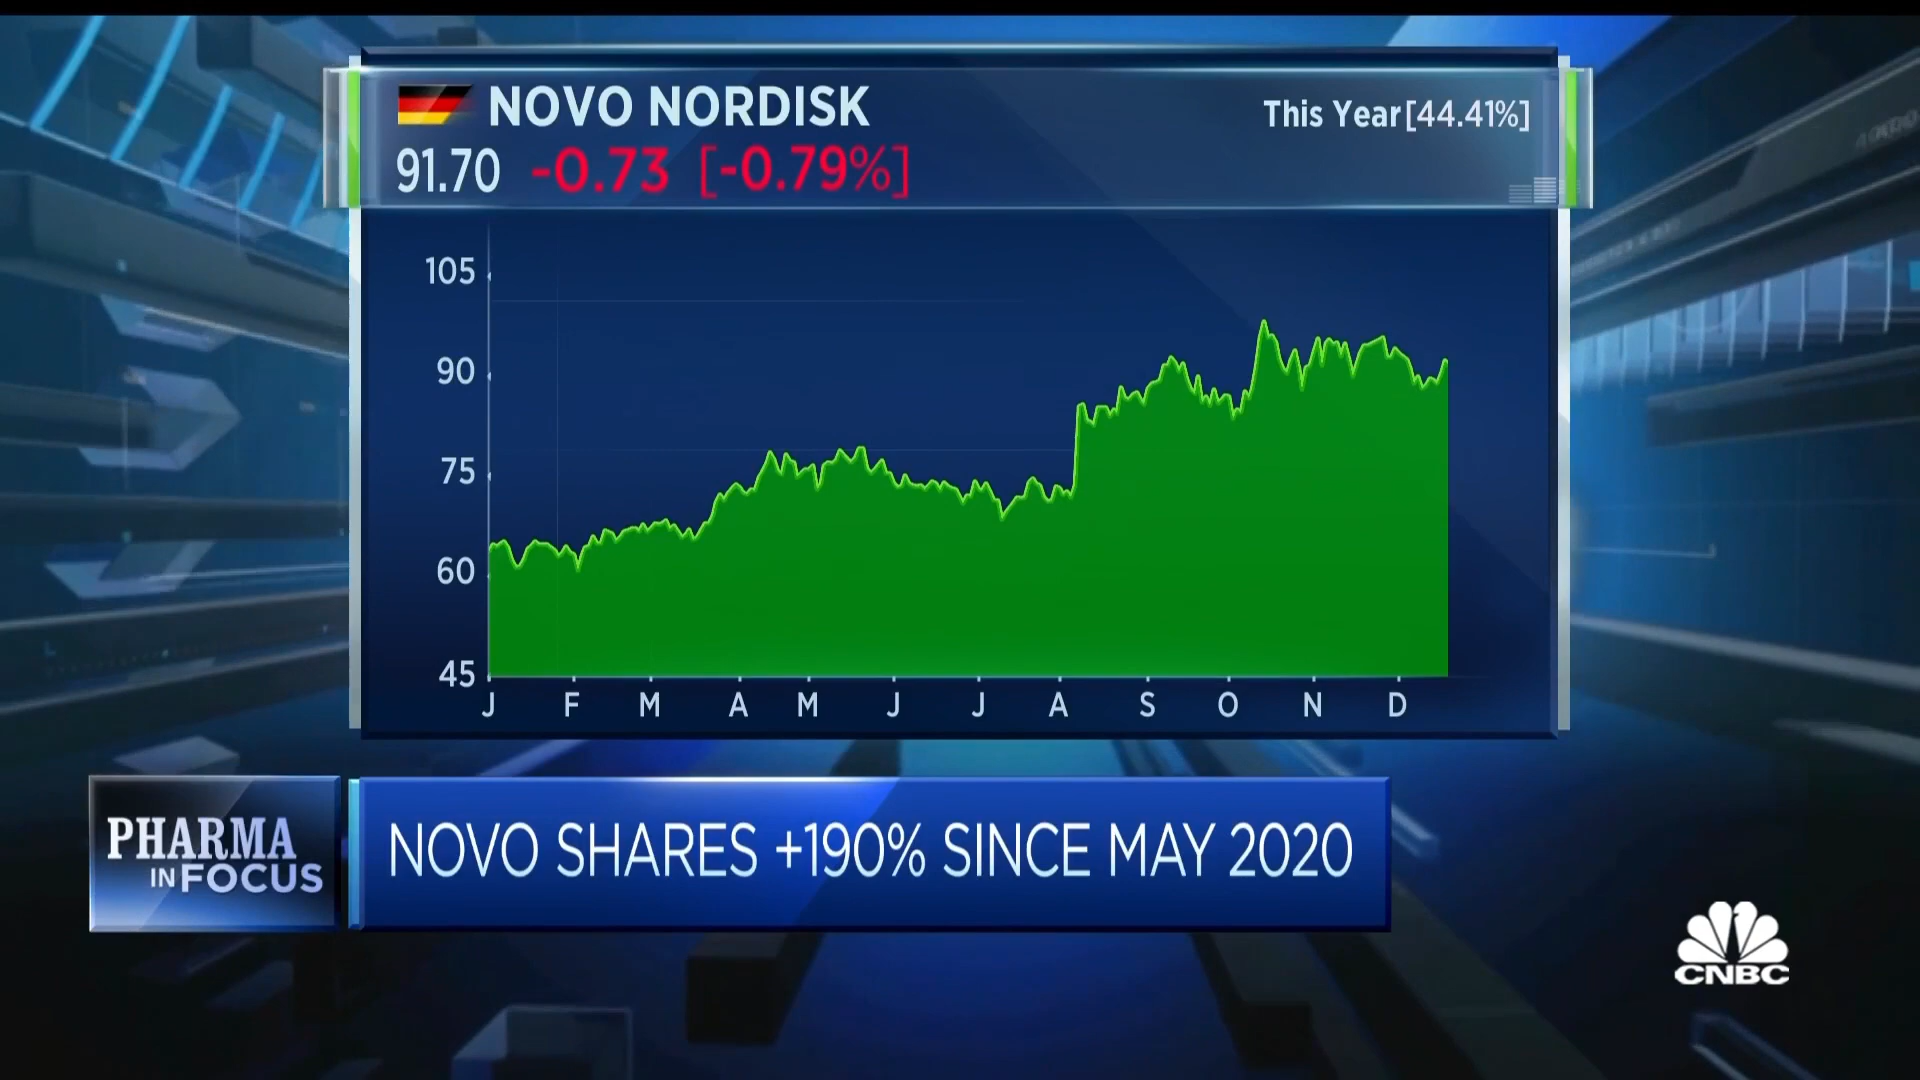 NOVO NORDISK
This Year [44.41%]
91.70 -0.73 [-0.79%]
105
90
75
60
45
J F M A M J J A S O N D
PHARMA
IN FOCUS
NOVO SHARES +190% SINCE MAY 2020
CNBC